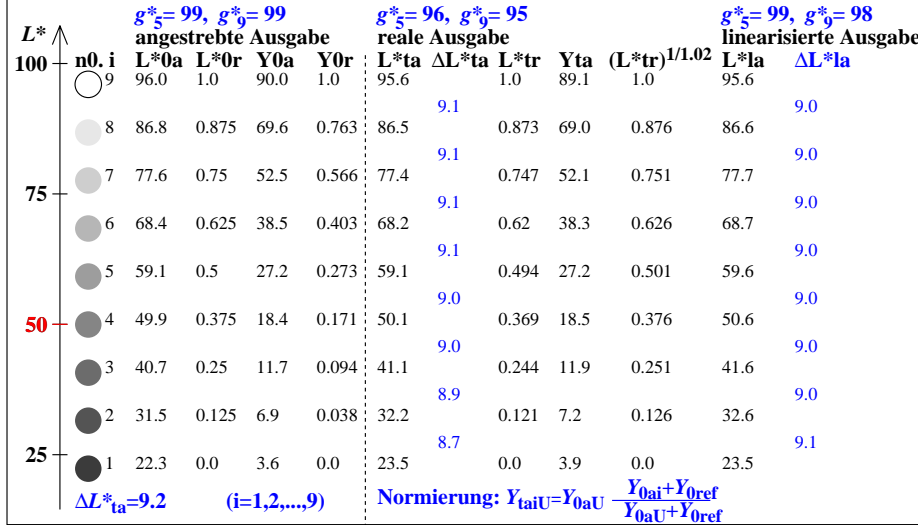 g*5= 99, g*9= 99 g*5= 96, g*9= 95 g*5= 99, g*9= 98
L* angestrebte Ausgabe reale Ausgabe linearisierte Ausgabe
n0. i L*0a L*0r Y0a Y0r L*ta ΔL*ta L*tr Yta (L*tr)1/1.02 L*la ΔL*la
100 9 96.0 1.0 90.0 1.0 95.6 1.0 89.1 1.0 95.6
9.1 9.0
8 86.8 0.875 69.6 0.763 86.5 0.873 69.0 0.876 86.6
9.1 9.0
7 77.6 0.75 52.5 0.566 77.4 0.747 52.1 0.751 77.7
75 9.1 9.0
6 68.4 0.625 38.5 0.403 68.2 0.62 38.3 0.626 68.7
9.1 9.0
5 59.1 0.5 27.2 0.273 59.1 0.494 27.2 0.501 59.6
9.0 9.0
50 4 49.9 0.375 18.4 0.171 50.1 0.369 18.5 0.376 50.6
9.0 9.0
3 40.7 0.25 11.7 0.094 41.1 0.244 11.9 0.251 41.6
8.9 9.0
2 31.5 0.125 6.9 0.038 32.2 0.121 7.2 0.126 32.6
8.7 9.1
25 1 22.3 0.0 3.6 0.0 23.5 0.0 3.9 0.0 23.5
ΔL*ta=9.2 (i=1,2,...,9) Normierung: YtaiU=Y0aU Y0ai+Y0ref
Y0aU+Y0ref